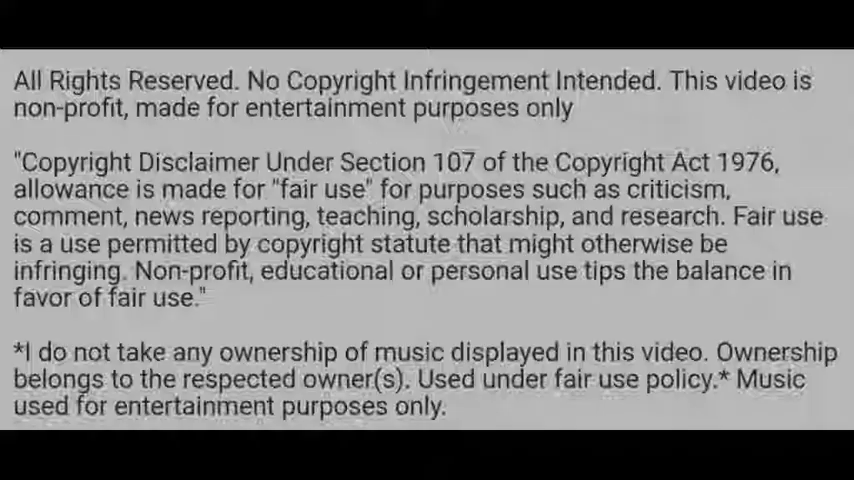 All Rights Reserved. No Copyright Infringement Intended. This video is
non-profit, made for entertainment purposes only
"Copyright Disclaimer Under Section 107 of the Copyright Act 1976,
allowance is made for "fair use" for purposes such as criticism,
comment, news reporting, teaching, scholarship, and research. Fair use
is a use permitted by copyright statute that might otherwise be
infringing. Non-profit, educational or personal use tips the balance in
favor of fair use."
*I do not take any ownership of music displayed in this video. Ownership
belongs to the respected owner(s). Used under fair use policy.* Music
used for entertainment purposes only.